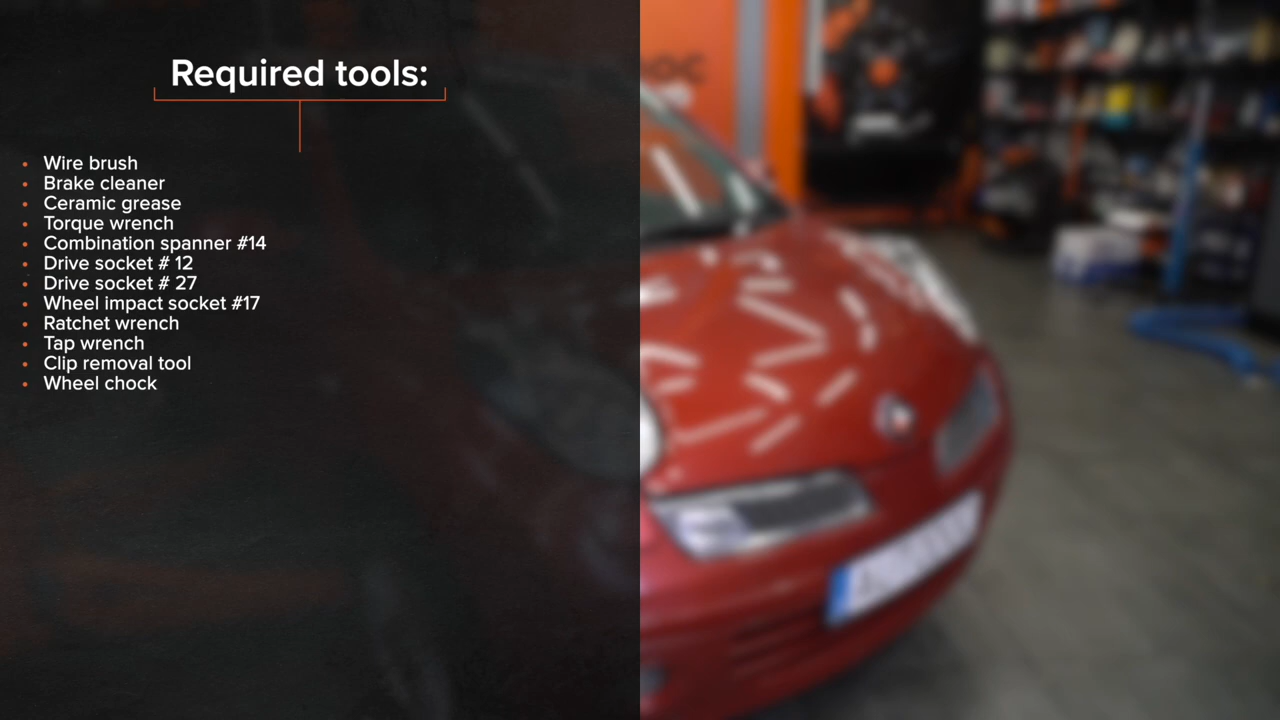 Required tools:
• Wire brush
• Brake cleaner
• Ceramic grease
• Torque wrench
• Combination spanner #14
• Drive socket # 12
• Drive socket # 27
• Wheel impact socket #17
• Ratchet wrench
• Tap wrench
• Clip removal tool
• Wheel chock